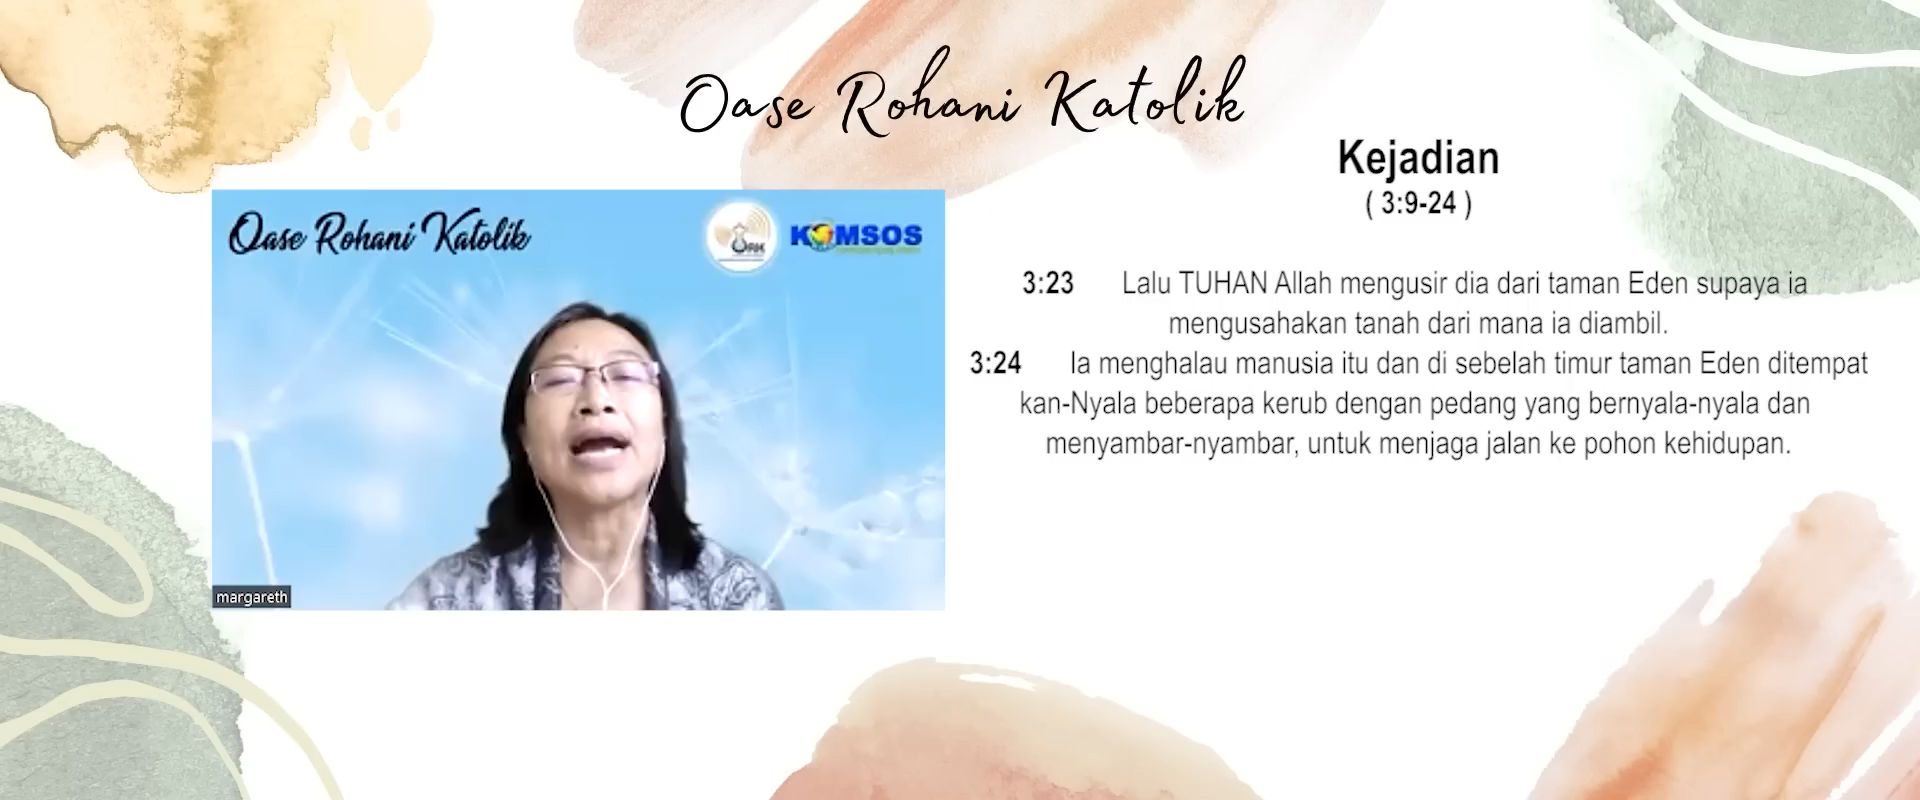 Oase Rohani Katolik
Kejadian
( 3:9-24 )
Oase Rohani Katolik
KOMSOS
3:23 Lalu TUHAN Allah mengusir dia dari taman Eden supaya ia
mengusahakan tanah dari mana ia diambil.
3:24 Ia menghalau manusia itu dan di sebelah timur taman Eden ditempat
kan-Nyala beberapa kerub dengan pedang yang bernyala-nyala dan
menyambar-nyambar, untuk menjaga jalan ke pohon kehidupan.
margareth